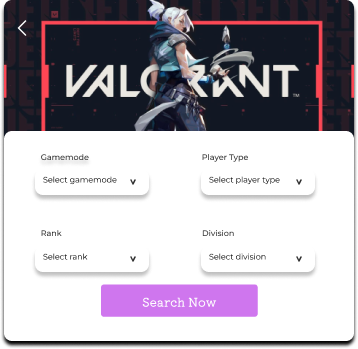 VALORANT
Gamemode
Player Type
Select gamemode
Select player type
Rank
Division
Select rank
Select division
Search Now